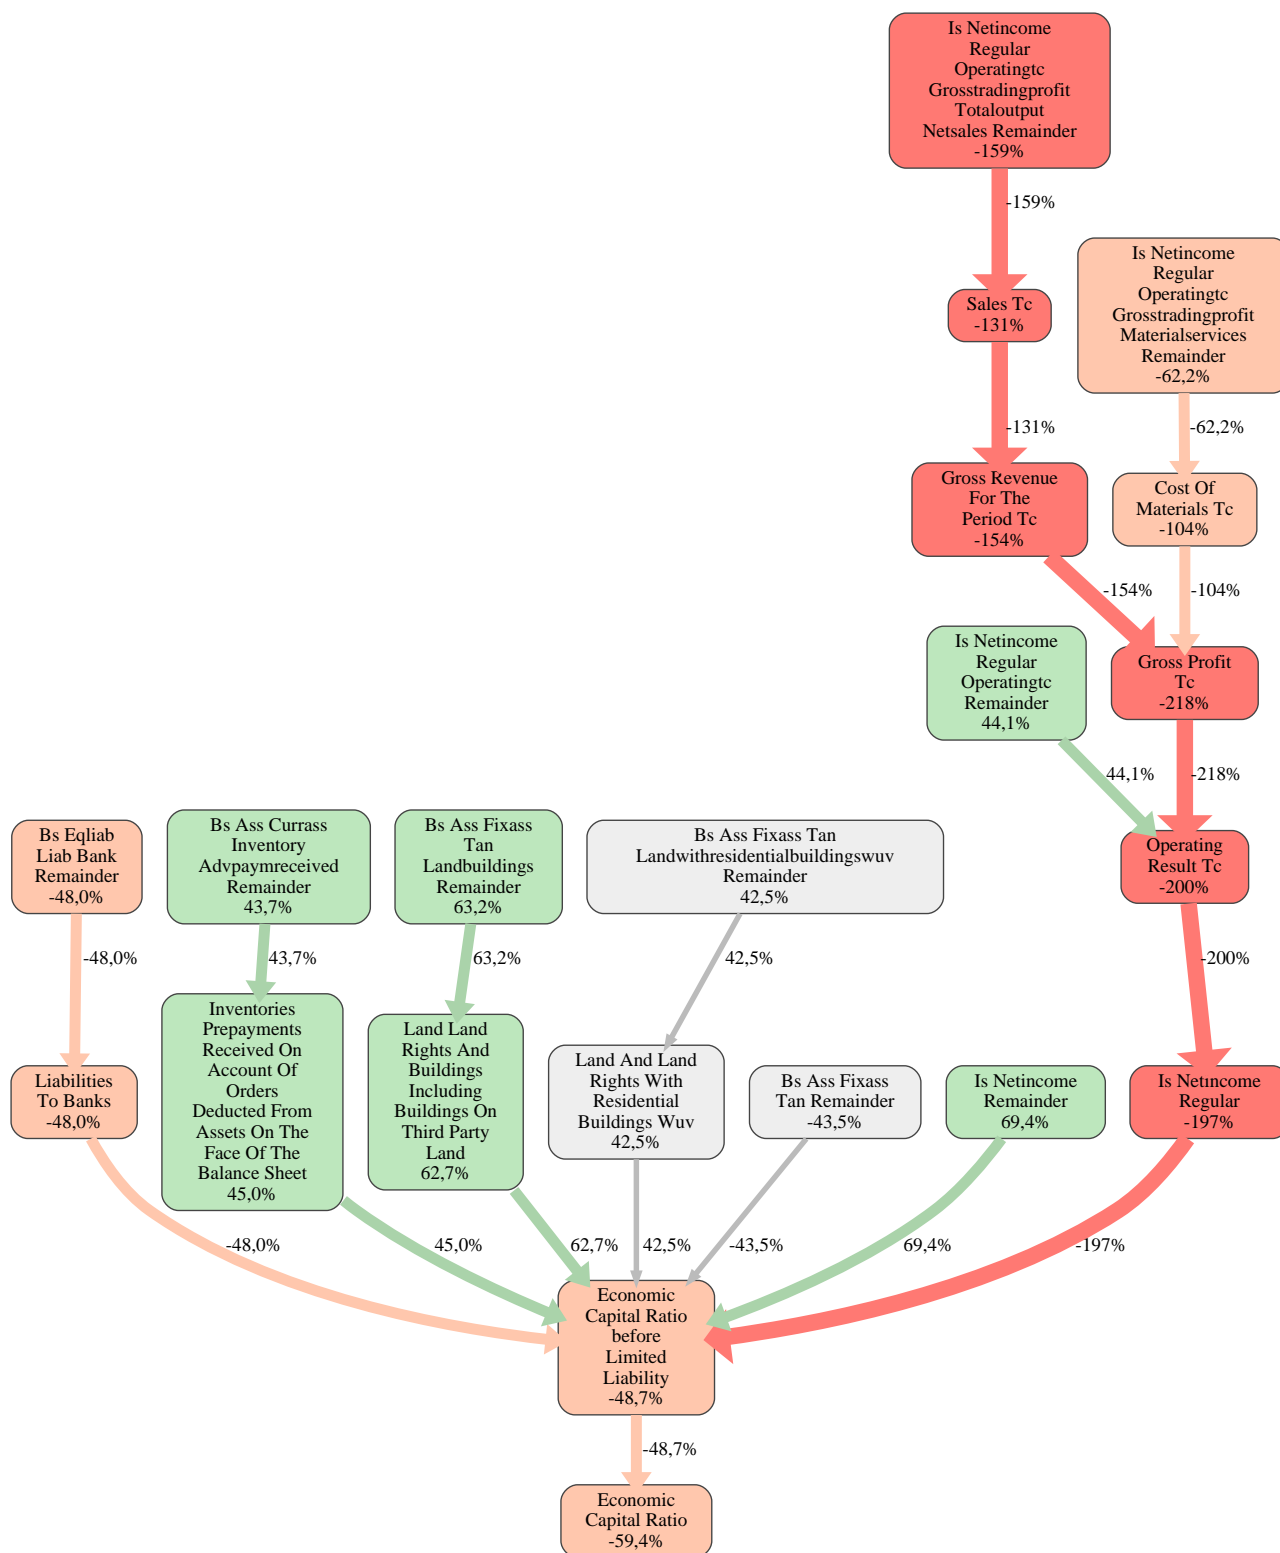 Is Netincome
Regular
Operatingtc
Grosstradingprofit
Totaloutput
Netsales Remainder
-159%
-159%
Is Netincome
Regular
Operatingtc
Grosstradingprofit
Materialservices
Remainder
-62,2%
Sales Tc
-131%
-131%
-62,2%
Gross Revenue
For The
Period Tc
-154%
Cost Of
Materials Tc
-104%
-154%
-104%
Is Netincome
Regular
Operatingtc
Remainder
44,1%
Gross Profit
Tc
-218%
44,1%
-218%
Bs Eqliab
Liab Bank
Remainder
-48,0%
Bs Ass Currass
Inventory
Advpaymreceived
Remainder
43,7%
Bs Ass Fixass
Tan
Landbuildings
Remainder
63,2%
Bs Ass Fixass Tan
Landwithresidentialbuildingswuv
Remainder
42,5%
Operating
Result Tc
-200%
-48,0%
43,7%
63,2%
42,5%
-200%
Liabilities
To Banks
-48,0%
Inventories
Prepayments
Received On
Account Of
Orders
Deducted From
Assets On The
Face Of The
Balance Sheet
45,0%
Land Land
Rights And
Buildings
Including
Buildings On
Third Party
Land
62,7%
Land And Land
Rights With
Residential
Buildings Wuv
42,5%
Bs Ass Fixass
Tan Remainder
-43,5%
Is Netincome
Remainder
69,4%
Is Netincome
Regular
-197%
-48,0%
45,0%
62,7%
42,5%
-43,5%
69,4%
-197%
Economic
Capital Ratio
before
Limited
Liability
-48,7%
-48,7%
Economic
Capital Ratio
-59,4%